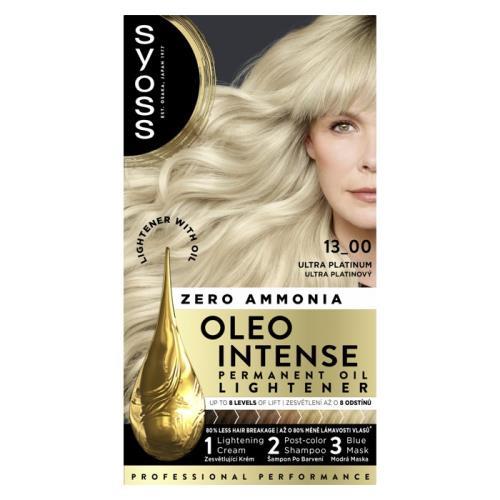 syoss
EST. OSAKA, JAPAN 1977
LIGHTENER WITH OIL
13_00
ULTRA PLATINUM
ULTRA PLATINOVÝ
ZERO AMMONIA
OLEO
INTENSE
PERMANENT OIL
LIGHTENER
UP TO 8 LEVELS OF LIFT | ZESVĚTLENÍ AŽ O 8 ODSTÍNŮ
80% LESS HAIR BREAKAGE | AŽ O 80% MÉNĚ LÁMAVOSTI VLASŮ*
1 Lightening Cream
Zesvětlující Krém
2 Post-color Shampoo
Šampon Po Barvení
3 Blue Mask
Modrá Maska
PROFESSIONAL PERFORMANCE